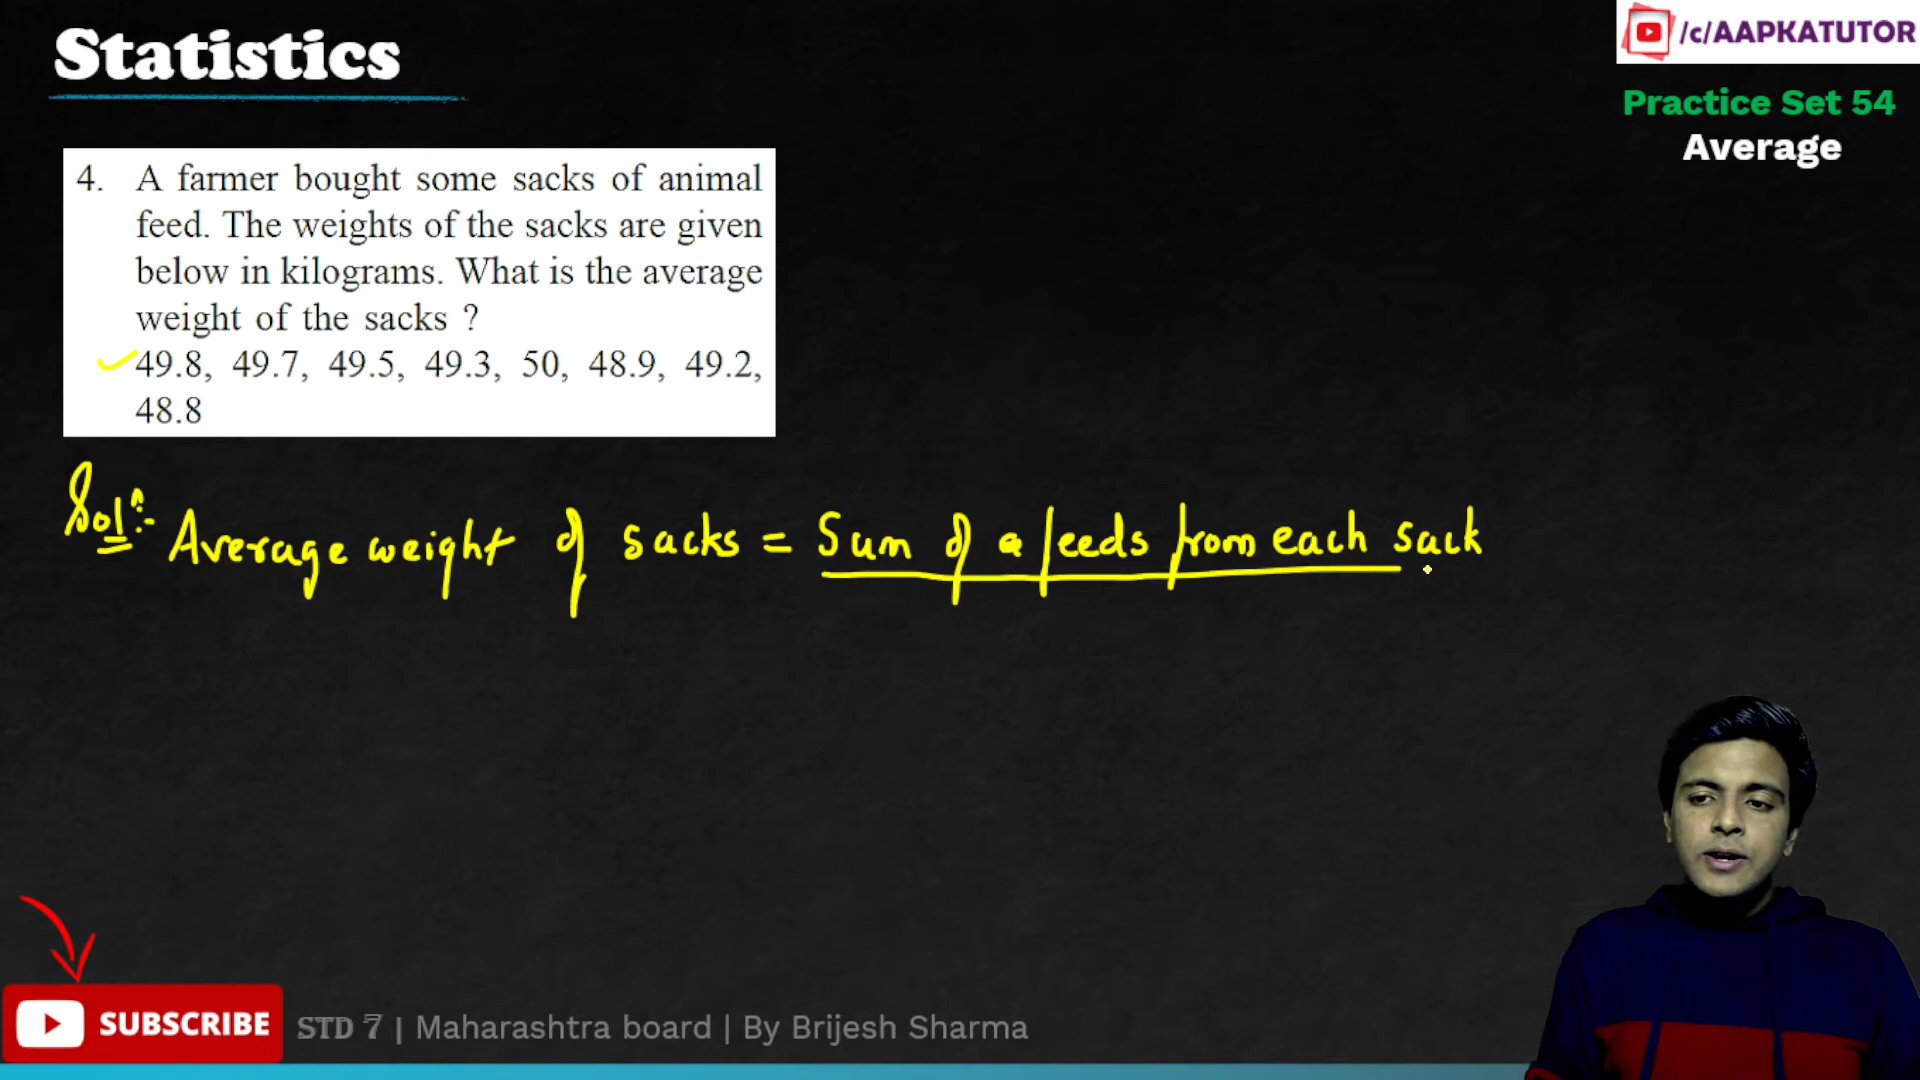 Statistics
/c/AAPKATUTOR
Practice Set 54
Average
4. A farmer bought some sacks of animal
feed. The weights of the sacks are given
below in kilograms. What is the average
weight of the sacks ?
49.8, 49.7, 49.5, 49.3, 50, 48.9, 49.2,
48.8
Solⁿ:- Average weight of sacks = Sum of a feeds from each sack
SUBSCRIBE
STD 7 | Maharashtra board | By Brijesh Sharma